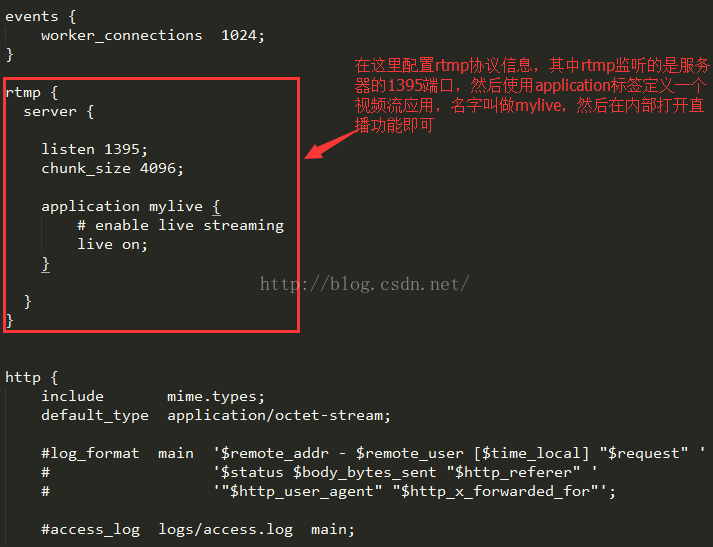 events {
worker_connections  1024;
}
rtmp {
server {
listen 1395;
chunk_size 4096;
application mylive {
# enable live streaming
live on;
}
}
}
在这里配置rtmp协议信息，其中rtmp监听的是服务
器的1395端口，然后使用application标签定义一个
视频流应用，名字叫做mylive，然后在内部打开直
播功能即可
http://blog.csdn.net/
http {
include       mime.types;
default_type  application/octet-stream;
#log_format  main  '$remote_addr - $remote_user [$time_local] "$request" '
#                  '$status $body_bytes_sent "$http_referer" '
#                  '"$http_user_agent" "$http_x_forwarded_for"';
#access_log  logs/access.log  main;